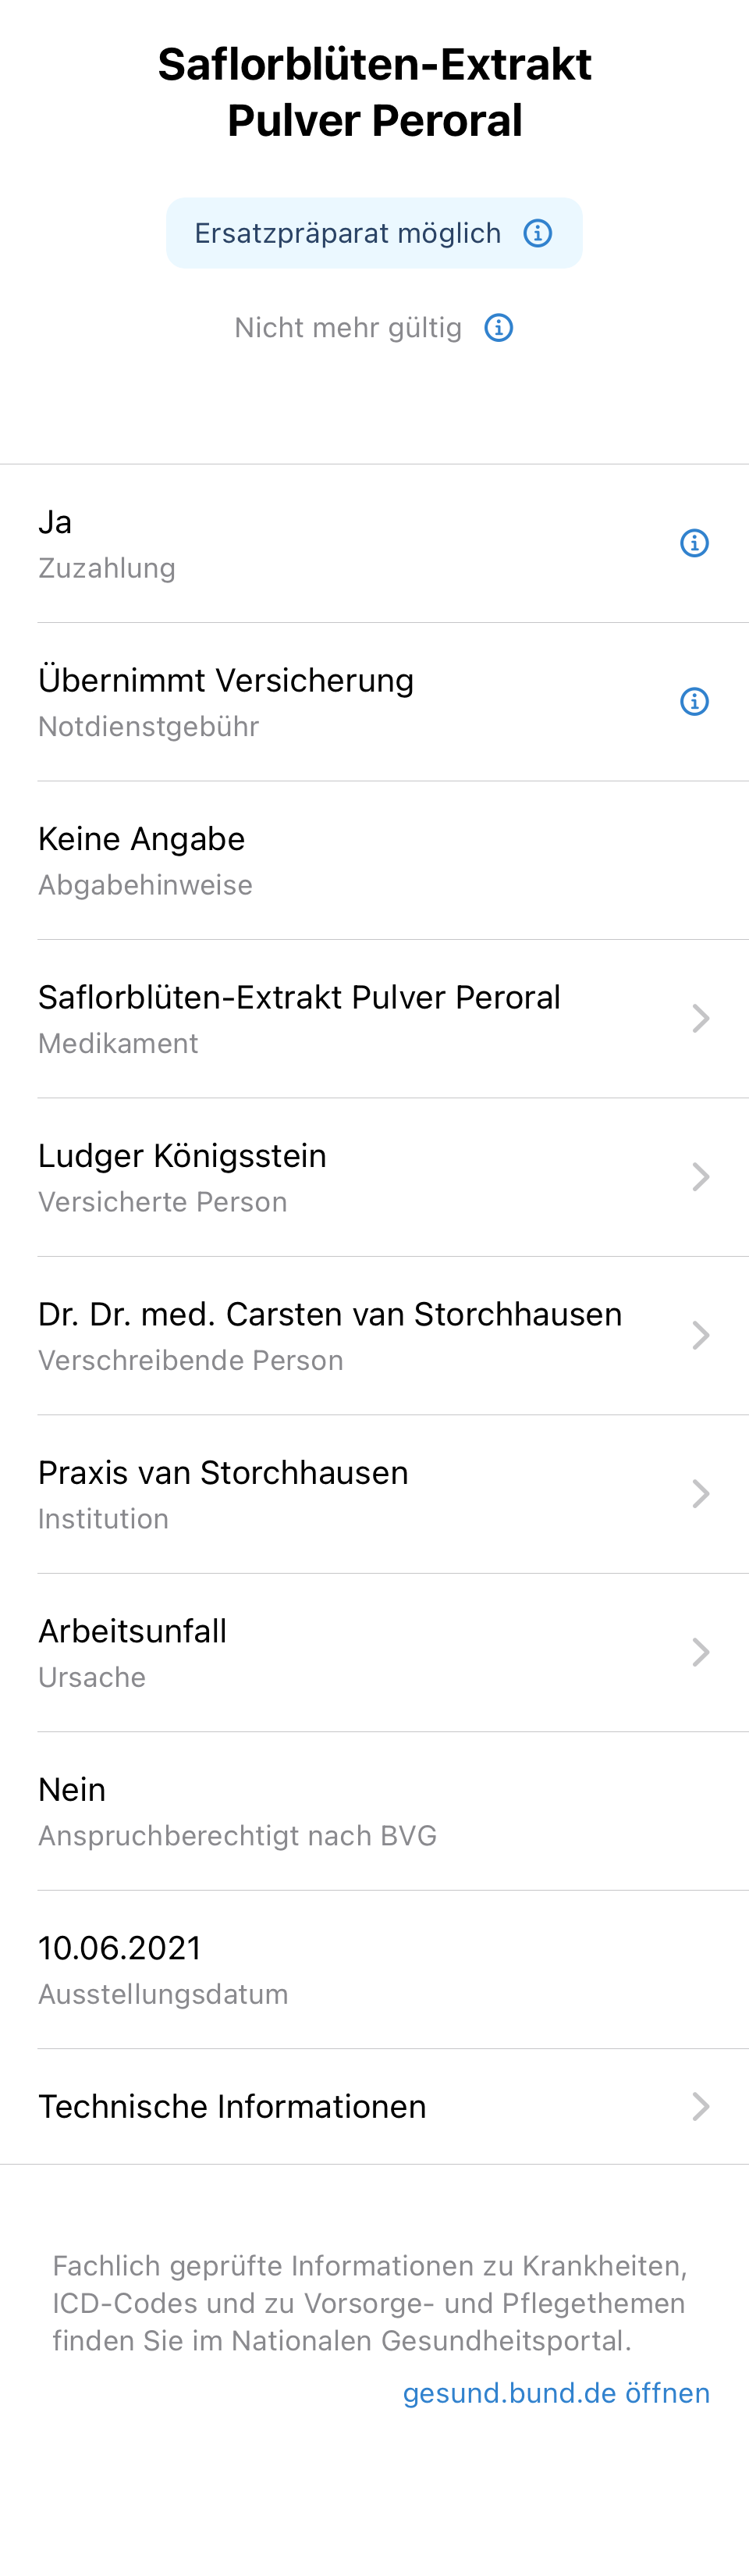 Saflorblüten-Extrakt
Pulver Peroral
Ersatzpräparat möglich
Nicht mehr gültig
Ja
Zuzahlung
Übernimmt Versicherung
Notdienstgebühr
Keine Angabe
Abgabehinweise
Saflorblüten-Extrakt Pulver Peroral
Medikament
Ludger Königsstein
Versicherte Person
Dr. Dr. med. Carsten van Storchhausen
Verschreibende Person
Praxis van Storchhausen
Institution
Arbeitsunfall
Ursache
Nein
Anspruchberechtigt nach BVG
10.06.2021
Ausstellungsdatum
Technische Informationen
Fachlich geprüfte Informationen zu Krankheiten,
ICD-Codes und zu Vorsorge- und Pflegethemen
finden Sie im Nationalen Gesundheitsportal.
gesund.bund.de öffnen